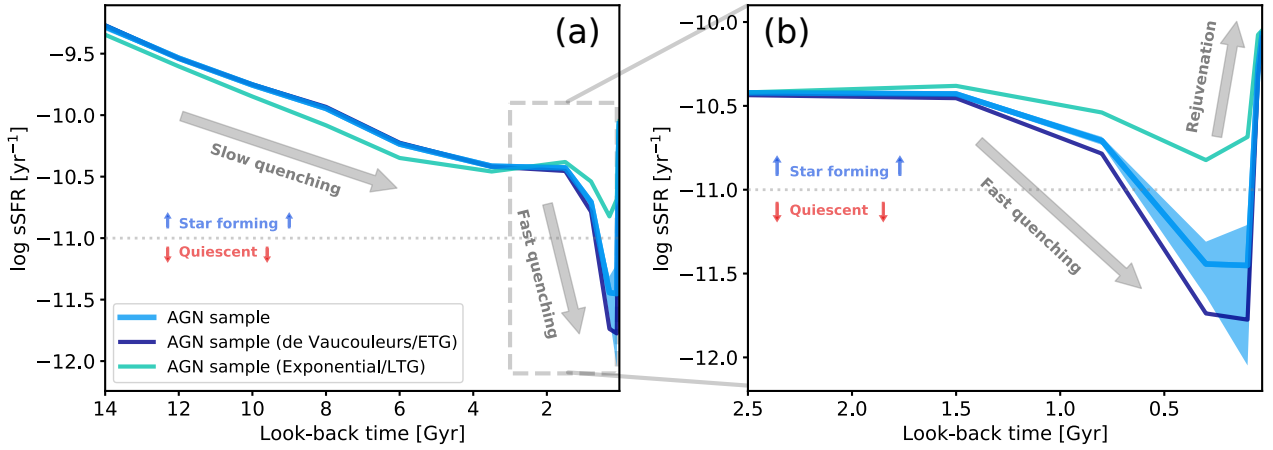 (a)
log sSFR [yr⁻¹]
−9.5
−10.0
−10.5
−11.0
−11.5
−12.0
Slow quenching
Fast quenching
Star forming
Quiescent
AGN sample
AGN sample (de Vaucouleurs/ETG)
AGN sample (Exponential/LTG)
14 12 10 8 6 4 2
Look-back time [Gyr]
(b)
log sSFR [yr⁻¹]
−10.0
−10.5
−11.0
−11.5
−12.0
Rejuvenation
Star forming
Quiescent
Fast quenching
2.5 2.0 1.5 1.0 0.5
Look-back time [Gyr]